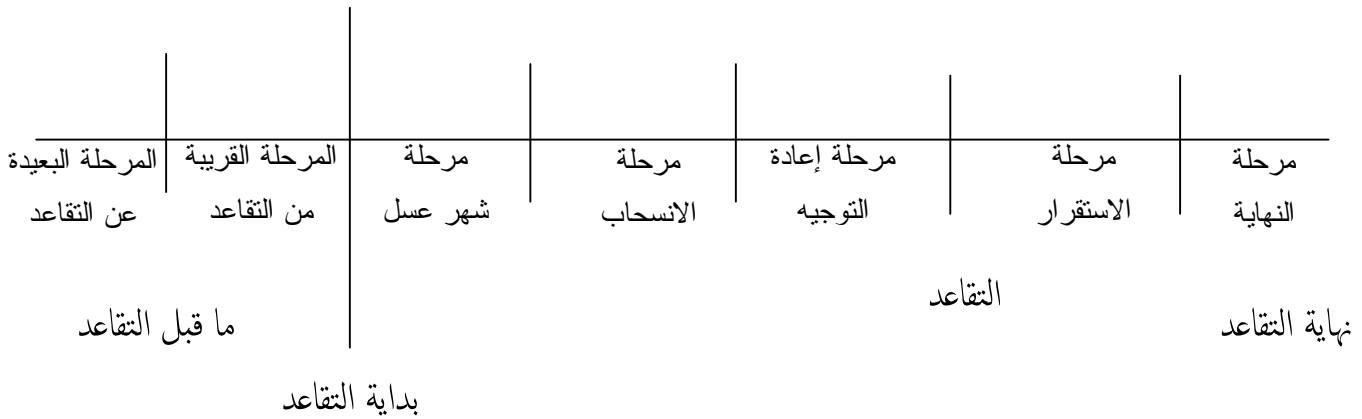 المرحلة البعيدة
عن التقاعد
المرحلة القريبة
من التقاعد
مرحلة
شهر عسل
مرحلة
الانسحاب
مرحلة إعادة
التوجيه
مرحلة
الاستقرار
مرحلة
النهاية
ما قبل التقاعد
بداية التقاعد
التقاعد
نهاية التقاعد